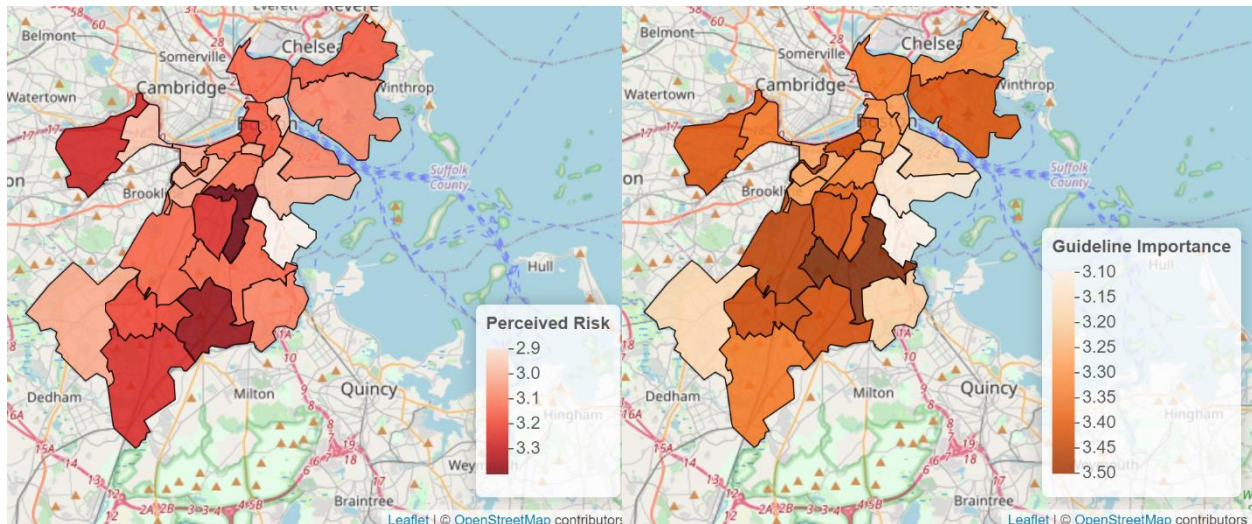 Everett
Revere
Belmont
Somerville
Chelsea
Cambridge
Winthrop
Watertown
Boston
Suffolk
County
Hull
Perceived Risk
2.9
3.0
3.1
3.2
3.3
Dedham
Milton
Quincy
Hingham
Braintree
Leaflet | © OpenStreetMap contributors
Belmont
Somerville
Chelsea
Cambridge
Winthrop
Watertown
Suffolk
County
Guideline Importance
3.10
3.15
3.20
3.25
3.30
3.35
3.40
3.45
3.50
Dedham
Milton
Quincy
Hingham
Braintree
Leaflet | © OpenStreetMap contributors